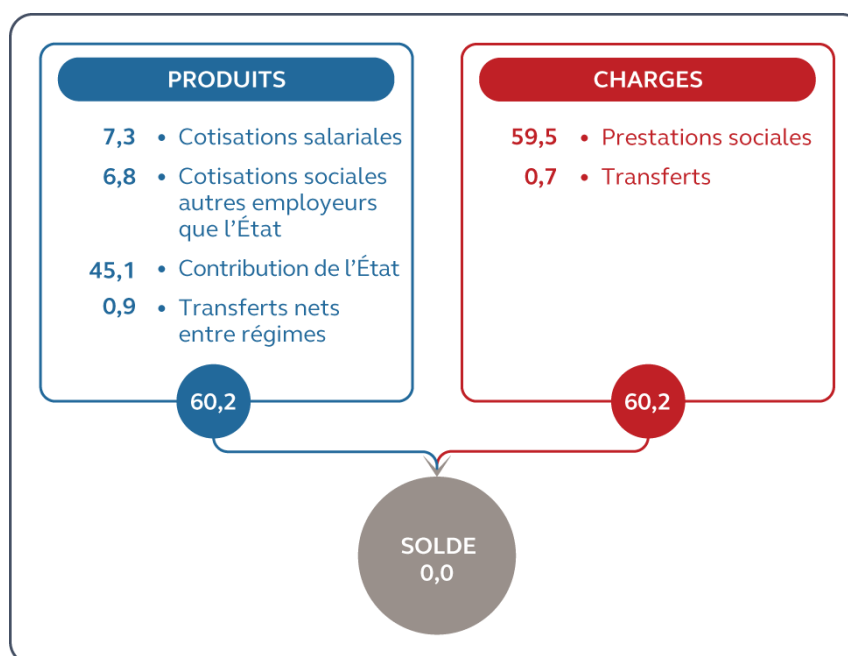 PRODUITS
7,3 • Cotisations salariales
6,8 • Cotisations sociales
autres employeurs
que l'État
45,1 • Contribution de l'État
0,9 • Transferts nets
entre régimes
60,2
CHARGES
59,5 • Prestations sociales
0,7 • Transferts
60,2
SOLDE
0,0